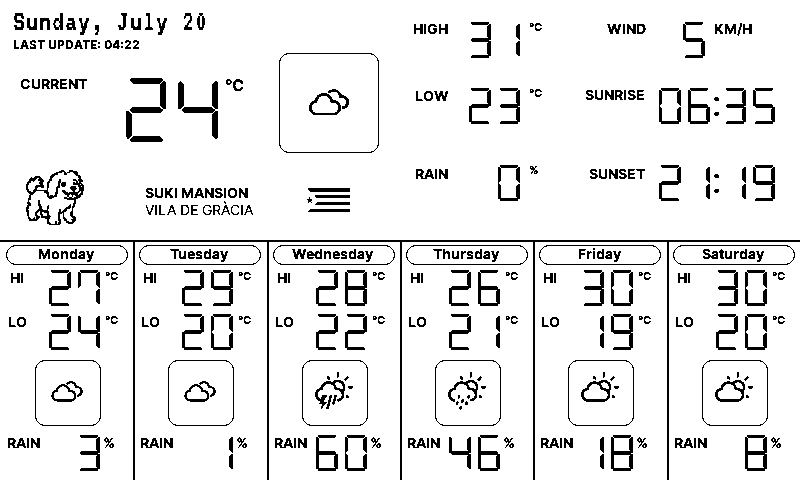 Sunday, July 20
LAST UPDATE: 04:22
CURRENT 24 °C
HIGH 31 °C
WIND 5 KM/H
LOW 23 °C
SUNRISE 06:35
RAIN 0 %
SUNSET 21:19
SUKI MANSION
VILA DE GRÀCIA
Monday
HI 27 °C
LO 24 °C
RAIN 3 %
Tuesday
HI 29 °C
LO 20 °C
RAIN 1 %
Wednesday
HI 28 °C
LO 22 °C
RAIN 60 %
Thursday
HI 26 °C
LO 21 °C
RAIN 46 %
Friday
HI 30 °C
LO 19 °C
RAIN 18 %
Saturday
HI 30 °C
LO 20 °C
RAIN 8 %